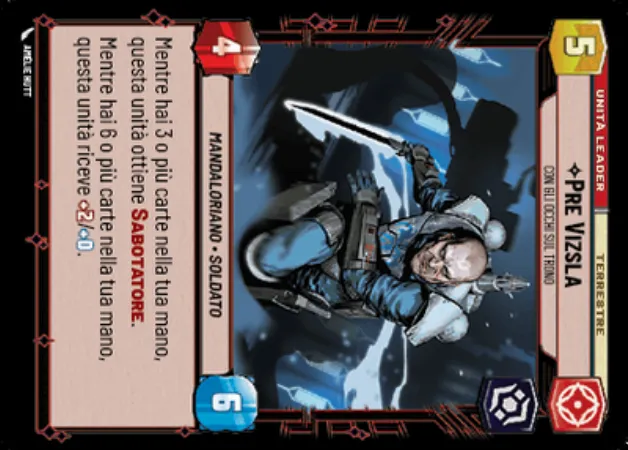 UNITÀ LEADER
TERRESTRE
5
PRE VIZSLA
CON GLI OCCHI SUL TRONO
4
6
MANDALORIANO • SOLDATO
Mentre hai 3 o più carte nella tua mano,
questa unità ottiene SABOTATORE.
Mentre hai 6 o più carte nella tua mano,
questa unità riceve +2/+0.
AMÉLIE HUTT